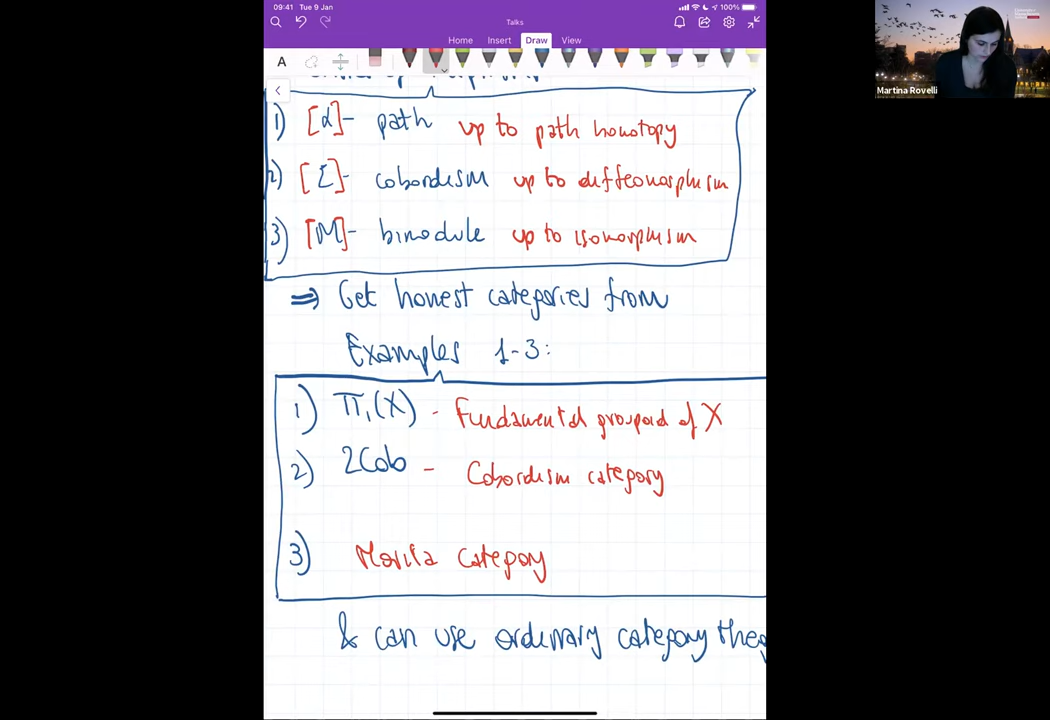 09:41 Tue 9 Jan
100%
Talks
Home Insert Draw View
A
1) [α]- path up to path homotopy
2) [Σ]- cobordism up to diffeomorphism
3) [M]- bimodule up to isomorphism
⇒ Get honest categories from
Examples 1-3:
1) π₁(X) - Fundamental groupoid of X
2) 2Cob - Cobordism category
3) Morita category
& can use ordinary category theo
Martina Rovelli